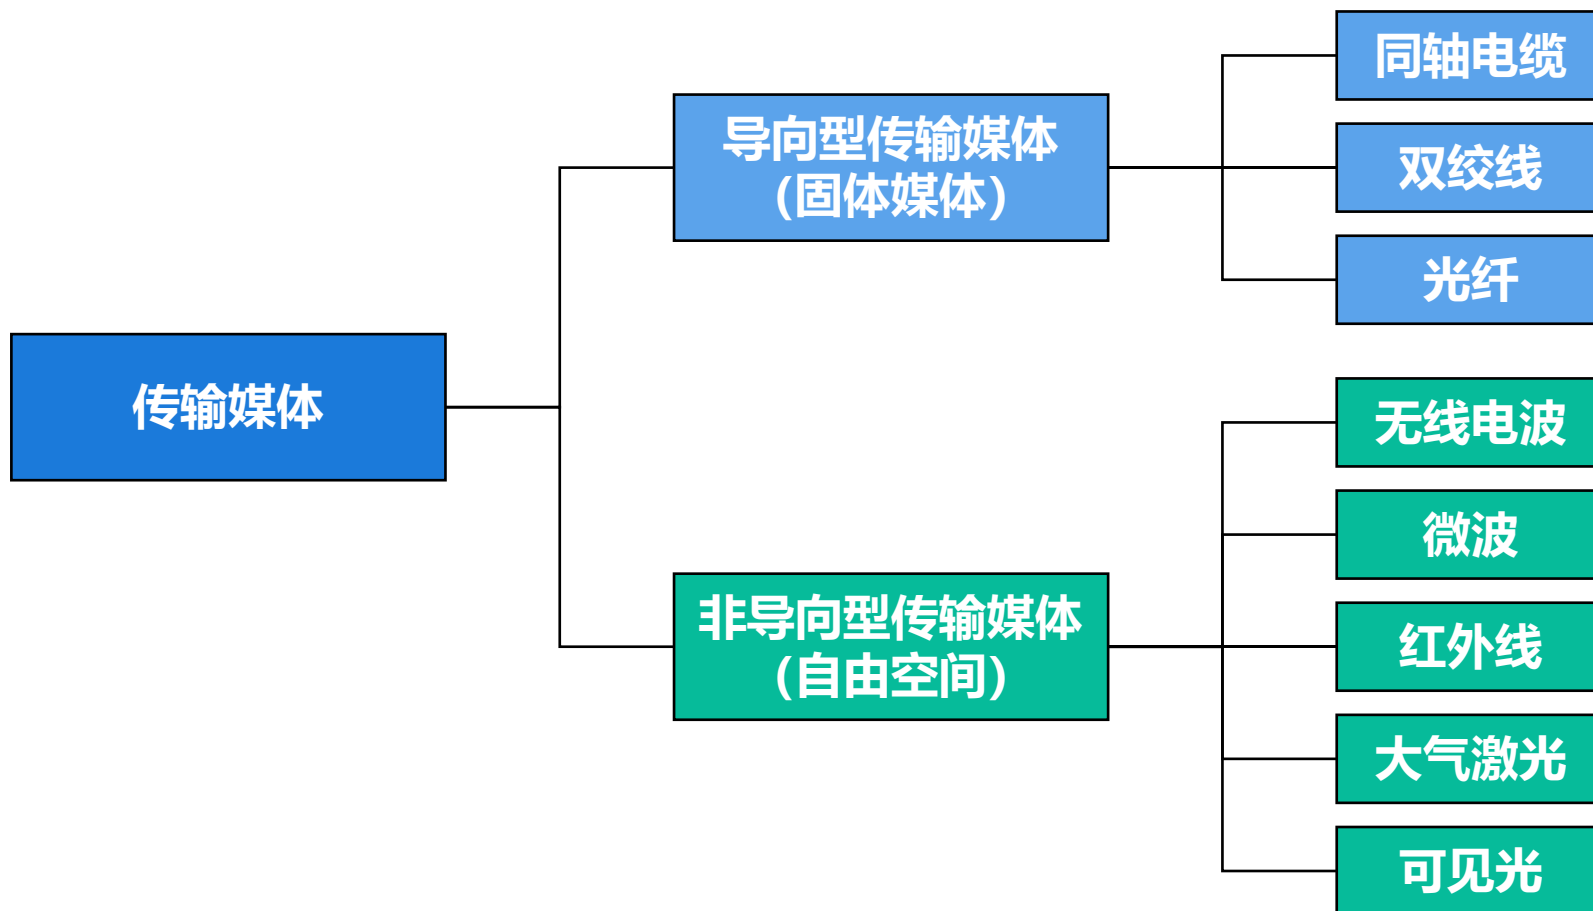 同轴电缆
导向型传输媒体
(固体媒体)
双绞线
光纤
传输媒体
无线电波
微波
非导向型传输媒体
(自由空间)
红外线
大气激光
可见光